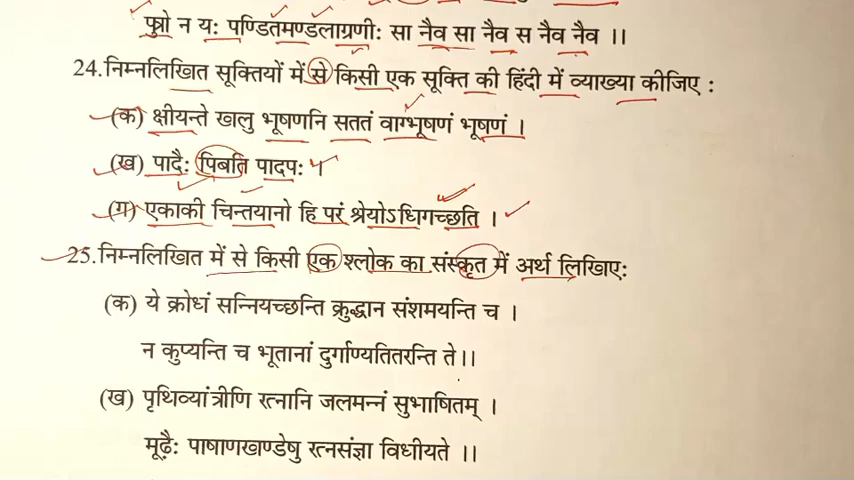 पुत्रो न यः पण्डितमण्डलाग्रणीः सा नैव सा नैव स नैव नैव ।।
24.निम्नलिखित सूक्तियों में से किसी एक सूक्ति की हिंदी में व्याख्या कीजिए :
(क) क्षीयन्ते खालु भूषणनि सततं वाग्भूषणं भूषणं ।
(ख) पादैः पिबति पादपः ।
(ग) एकाकी चिन्तयानो हि परं श्रेयोऽधिगच्छति ।
25.निम्नलिखित में से किसी एक श्लोक का संस्कृत में अर्थ लिखिए:
(क) ये क्रोधं सन्नियच्छन्ति क्रुद्धान संशमयन्ति च ।
न कुप्यन्ति च भूतानां दुर्गाण्यतितरन्ति ते।।
(ख) पृथिव्यांत्रीणि रत्नानि जलमन्नं सुभाषितम् ।
मूढ़ैः पाषाणखाण्डेषु रत्नसंज्ञा विधीयते ।।